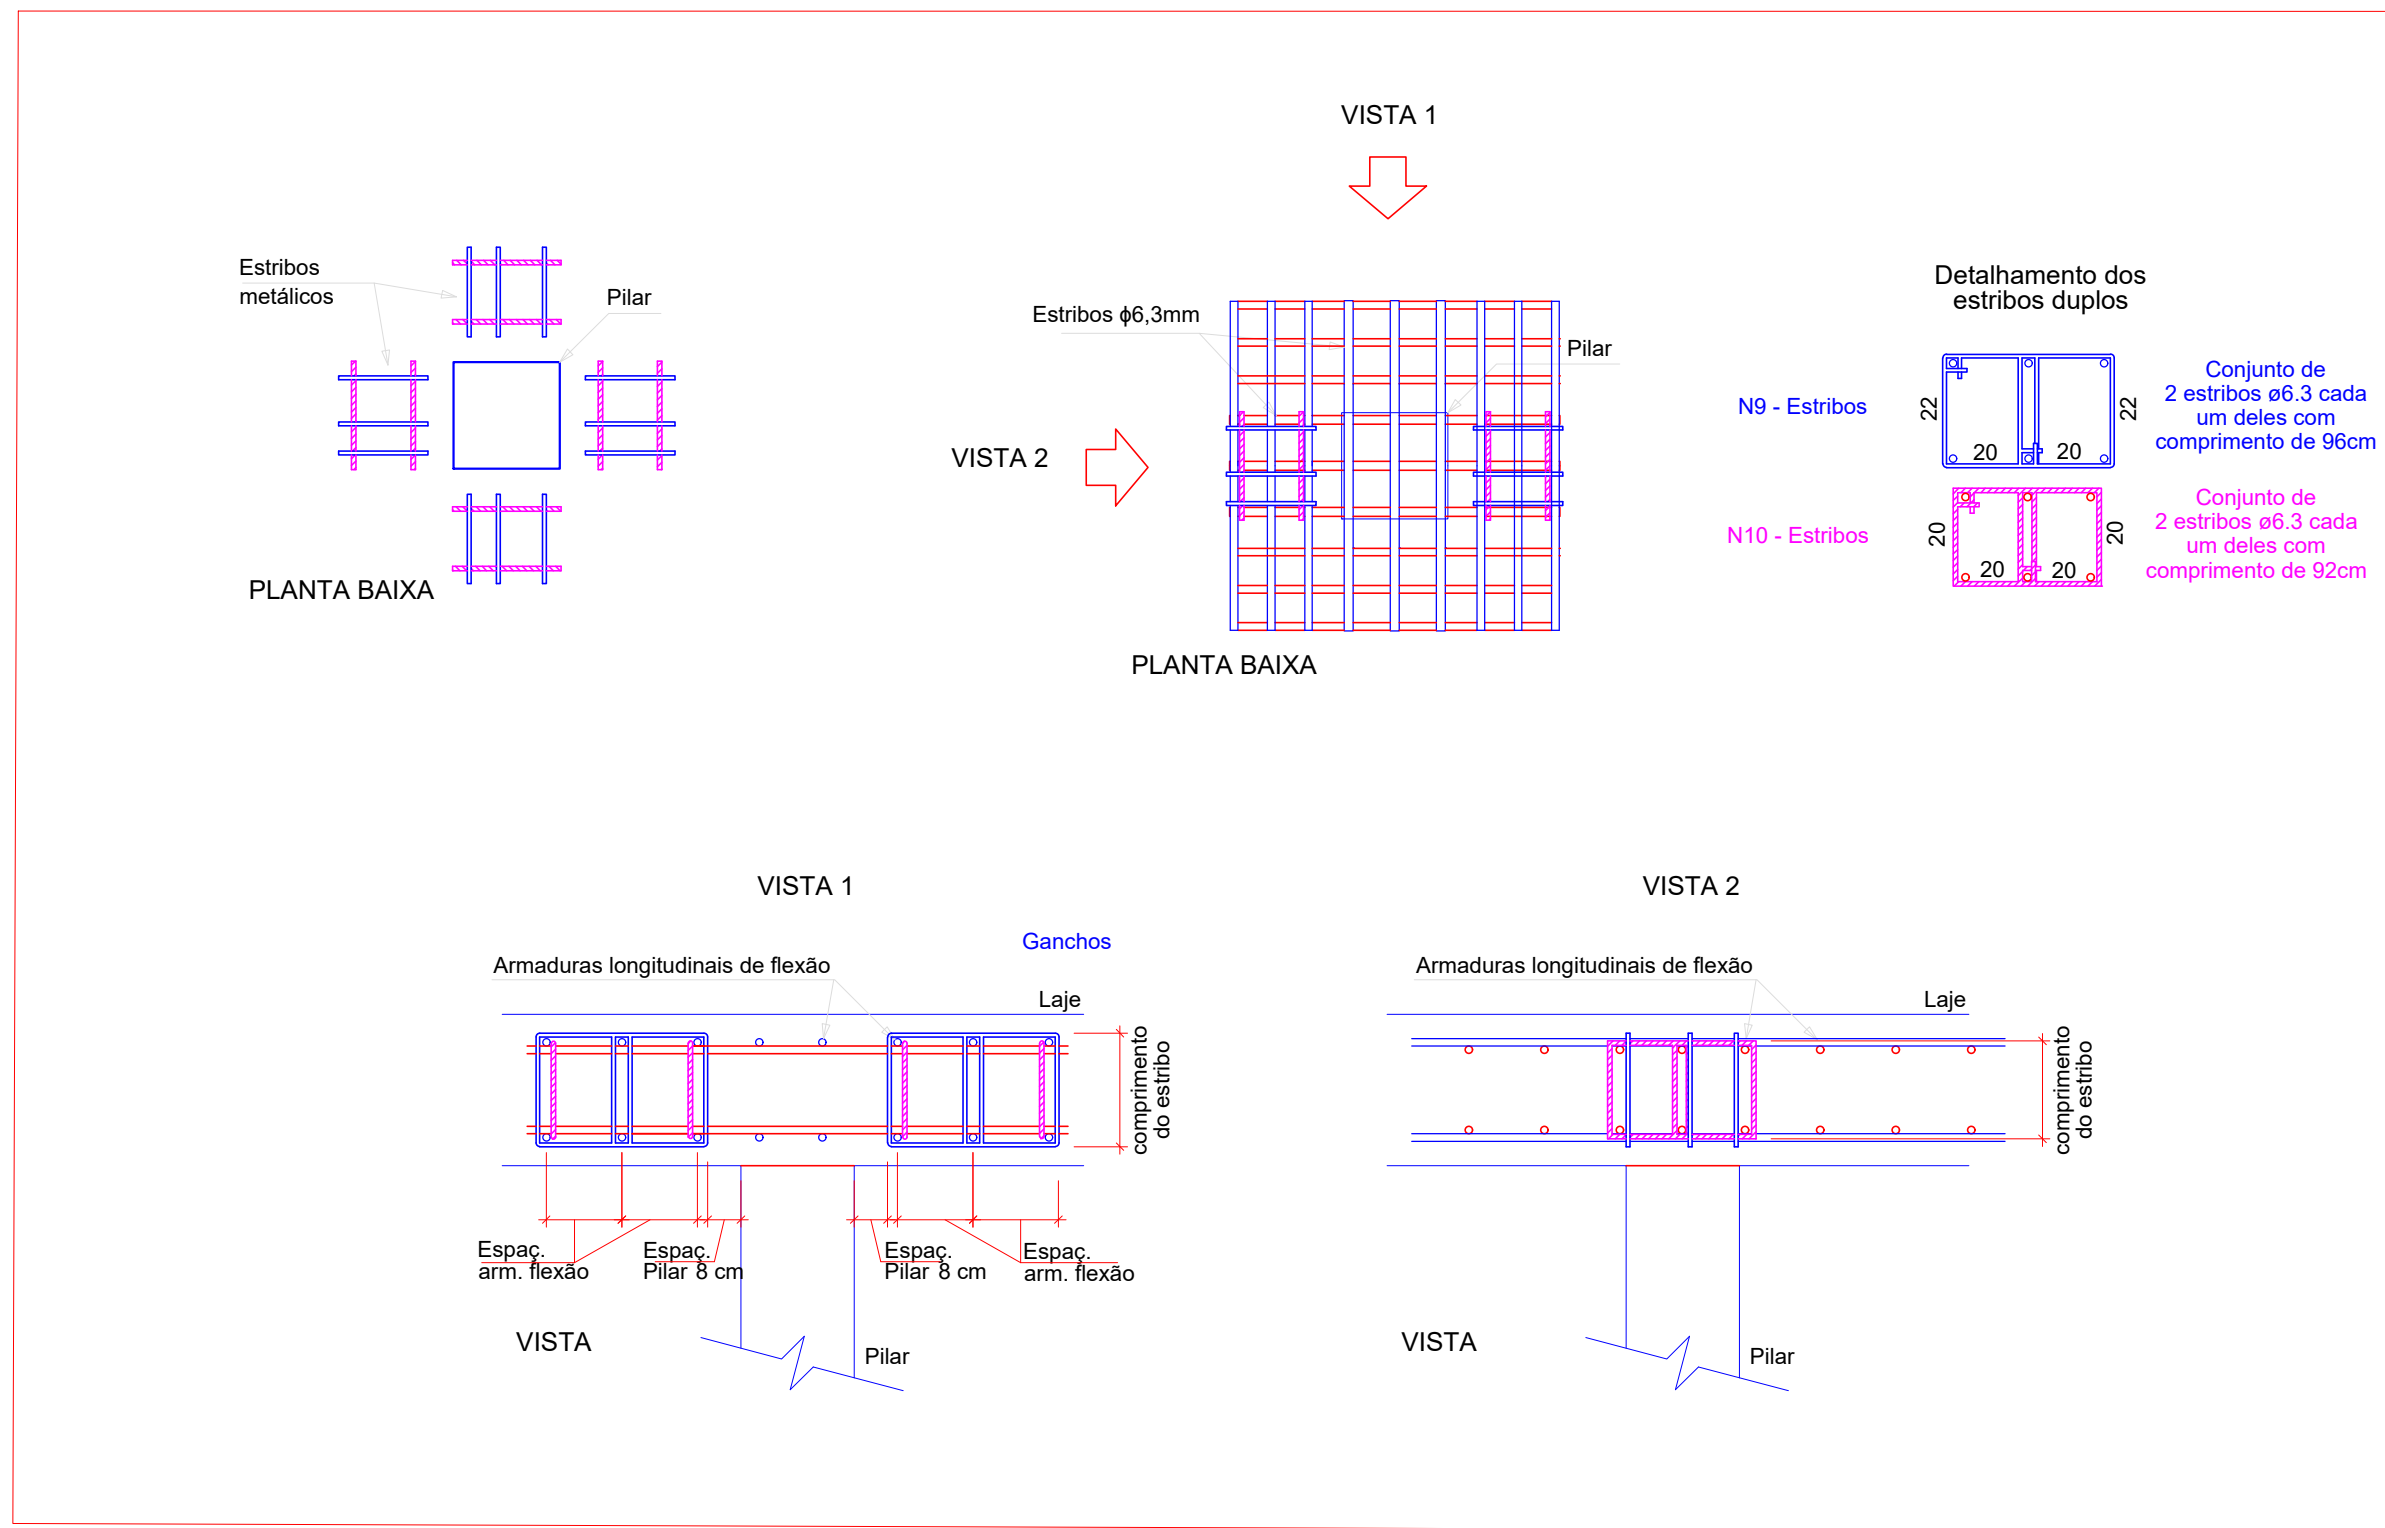 VISTA 1
Estribos
metálicos
Pilar
PLANTA BAIXA
Estribos ϕ6,3mm
Pilar
VISTA 2
PLANTA BAIXA
Detalhamento dos
estribos duplos
N9 - Estribos
22
20
20
22
Conjunto de
2 estribos ø6.3 cada
um deles com
comprimento de 96cm
N10 - Estribos
20
20
20
20
Conjunto de
2 estribos ø6.3 cada
um deles com
comprimento de 92cm
VISTA 1
Ganchos
Armaduras longitudinais de flexão
Laje
comprimento
do estribo
Espaç.
arm. flexão
Espaç.
Pilar 8 cm
Espaç.
Pilar 8 cm
Espaç.
arm. flexão
VISTA
Pilar
VISTA 2
Armaduras longitudinais de flexão
Laje
comprimento
do estribo
VISTA
Pilar